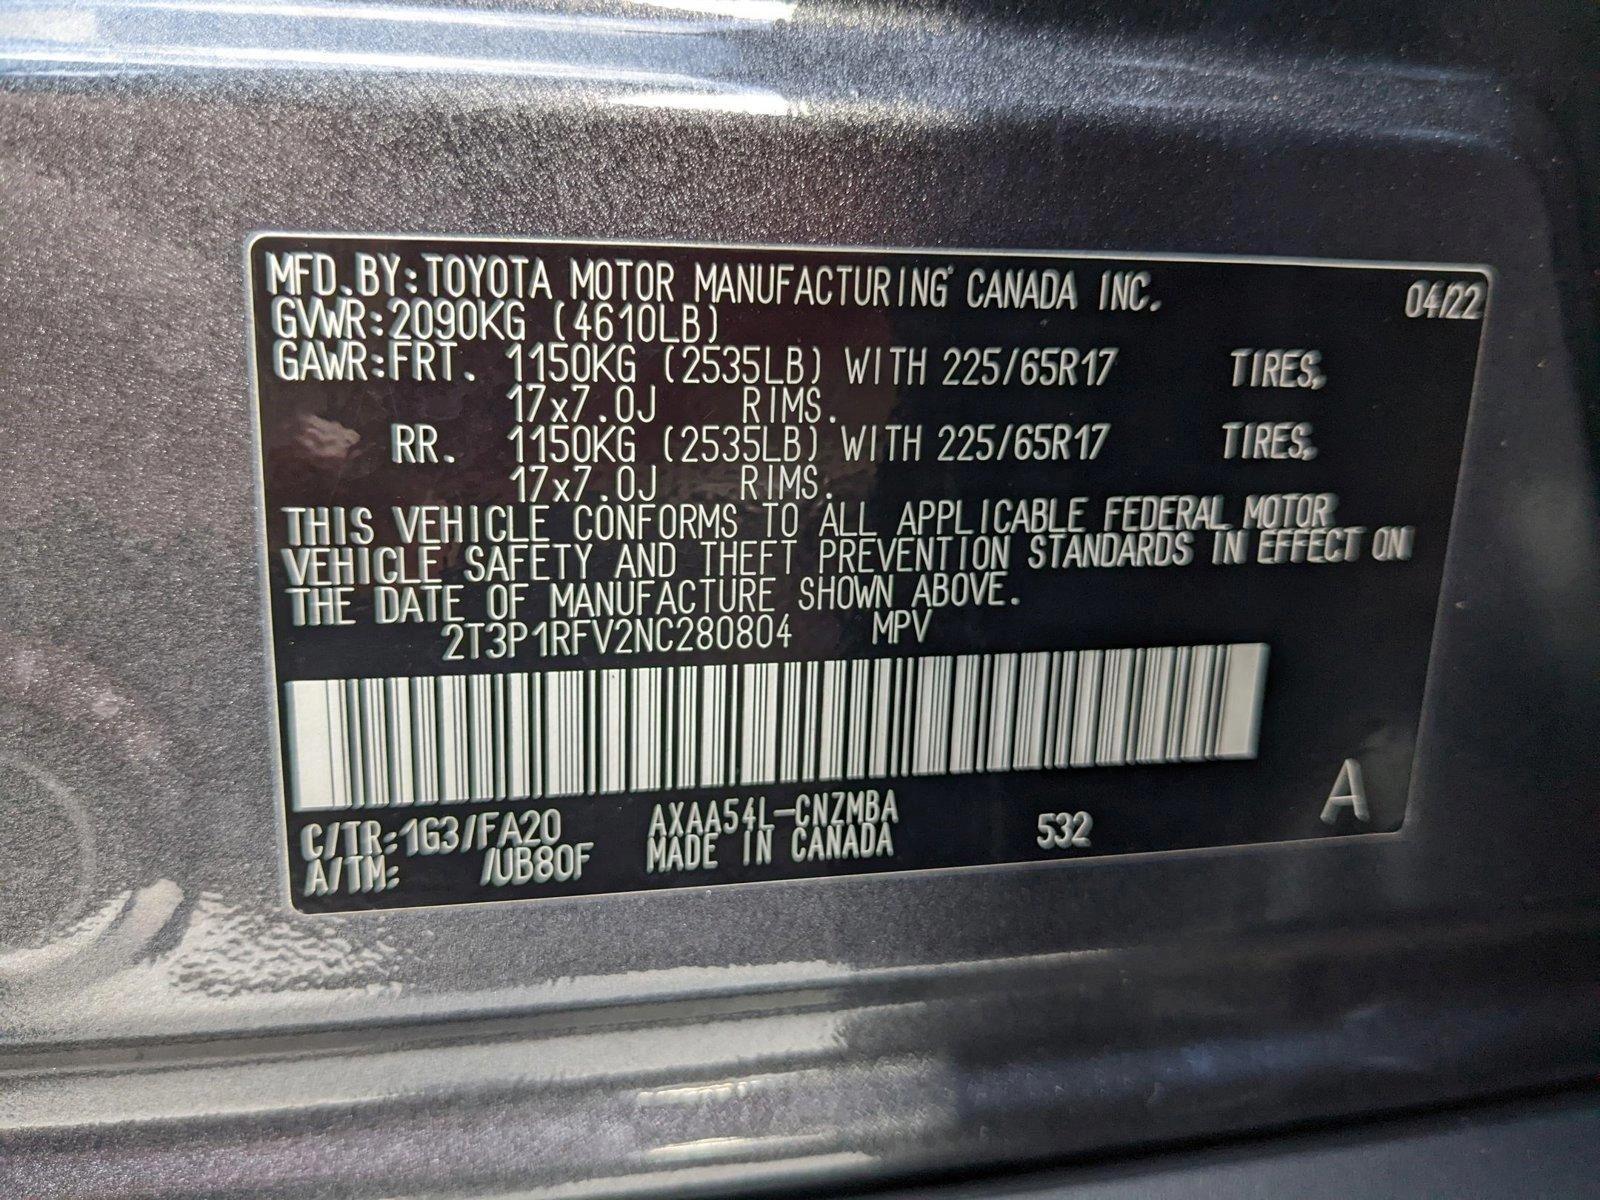 MFD.BY:TOYOTA MOTOR MANUFACTURING CANADA INC. 04/22
GVWR:2090KG (4610LB)
GAWR:FRT. 1150KG (2535LB) WITH 225/65R17 TIRES,
17x7.0J RIMS.
RR. 1150KG (2535LB) WITH 225/65R17 TIRES,
17x7.0J RIMS.
THIS VEHICLE CONFORMS TO ALL APPLICABLE FEDERAL MOTOR
VEHICLE SAFETY AND THEFT PREVENTION STANDARDS IN EFFECT ON
THE DATE OF MANUFACTURE SHOWN ABOVE.
2T3P1RFV2NC280804 MPV
A
C/TR:1G3/FA20 AXAA54L-CNZMBA 532
A/TM: /UB80F MADE IN CANADA